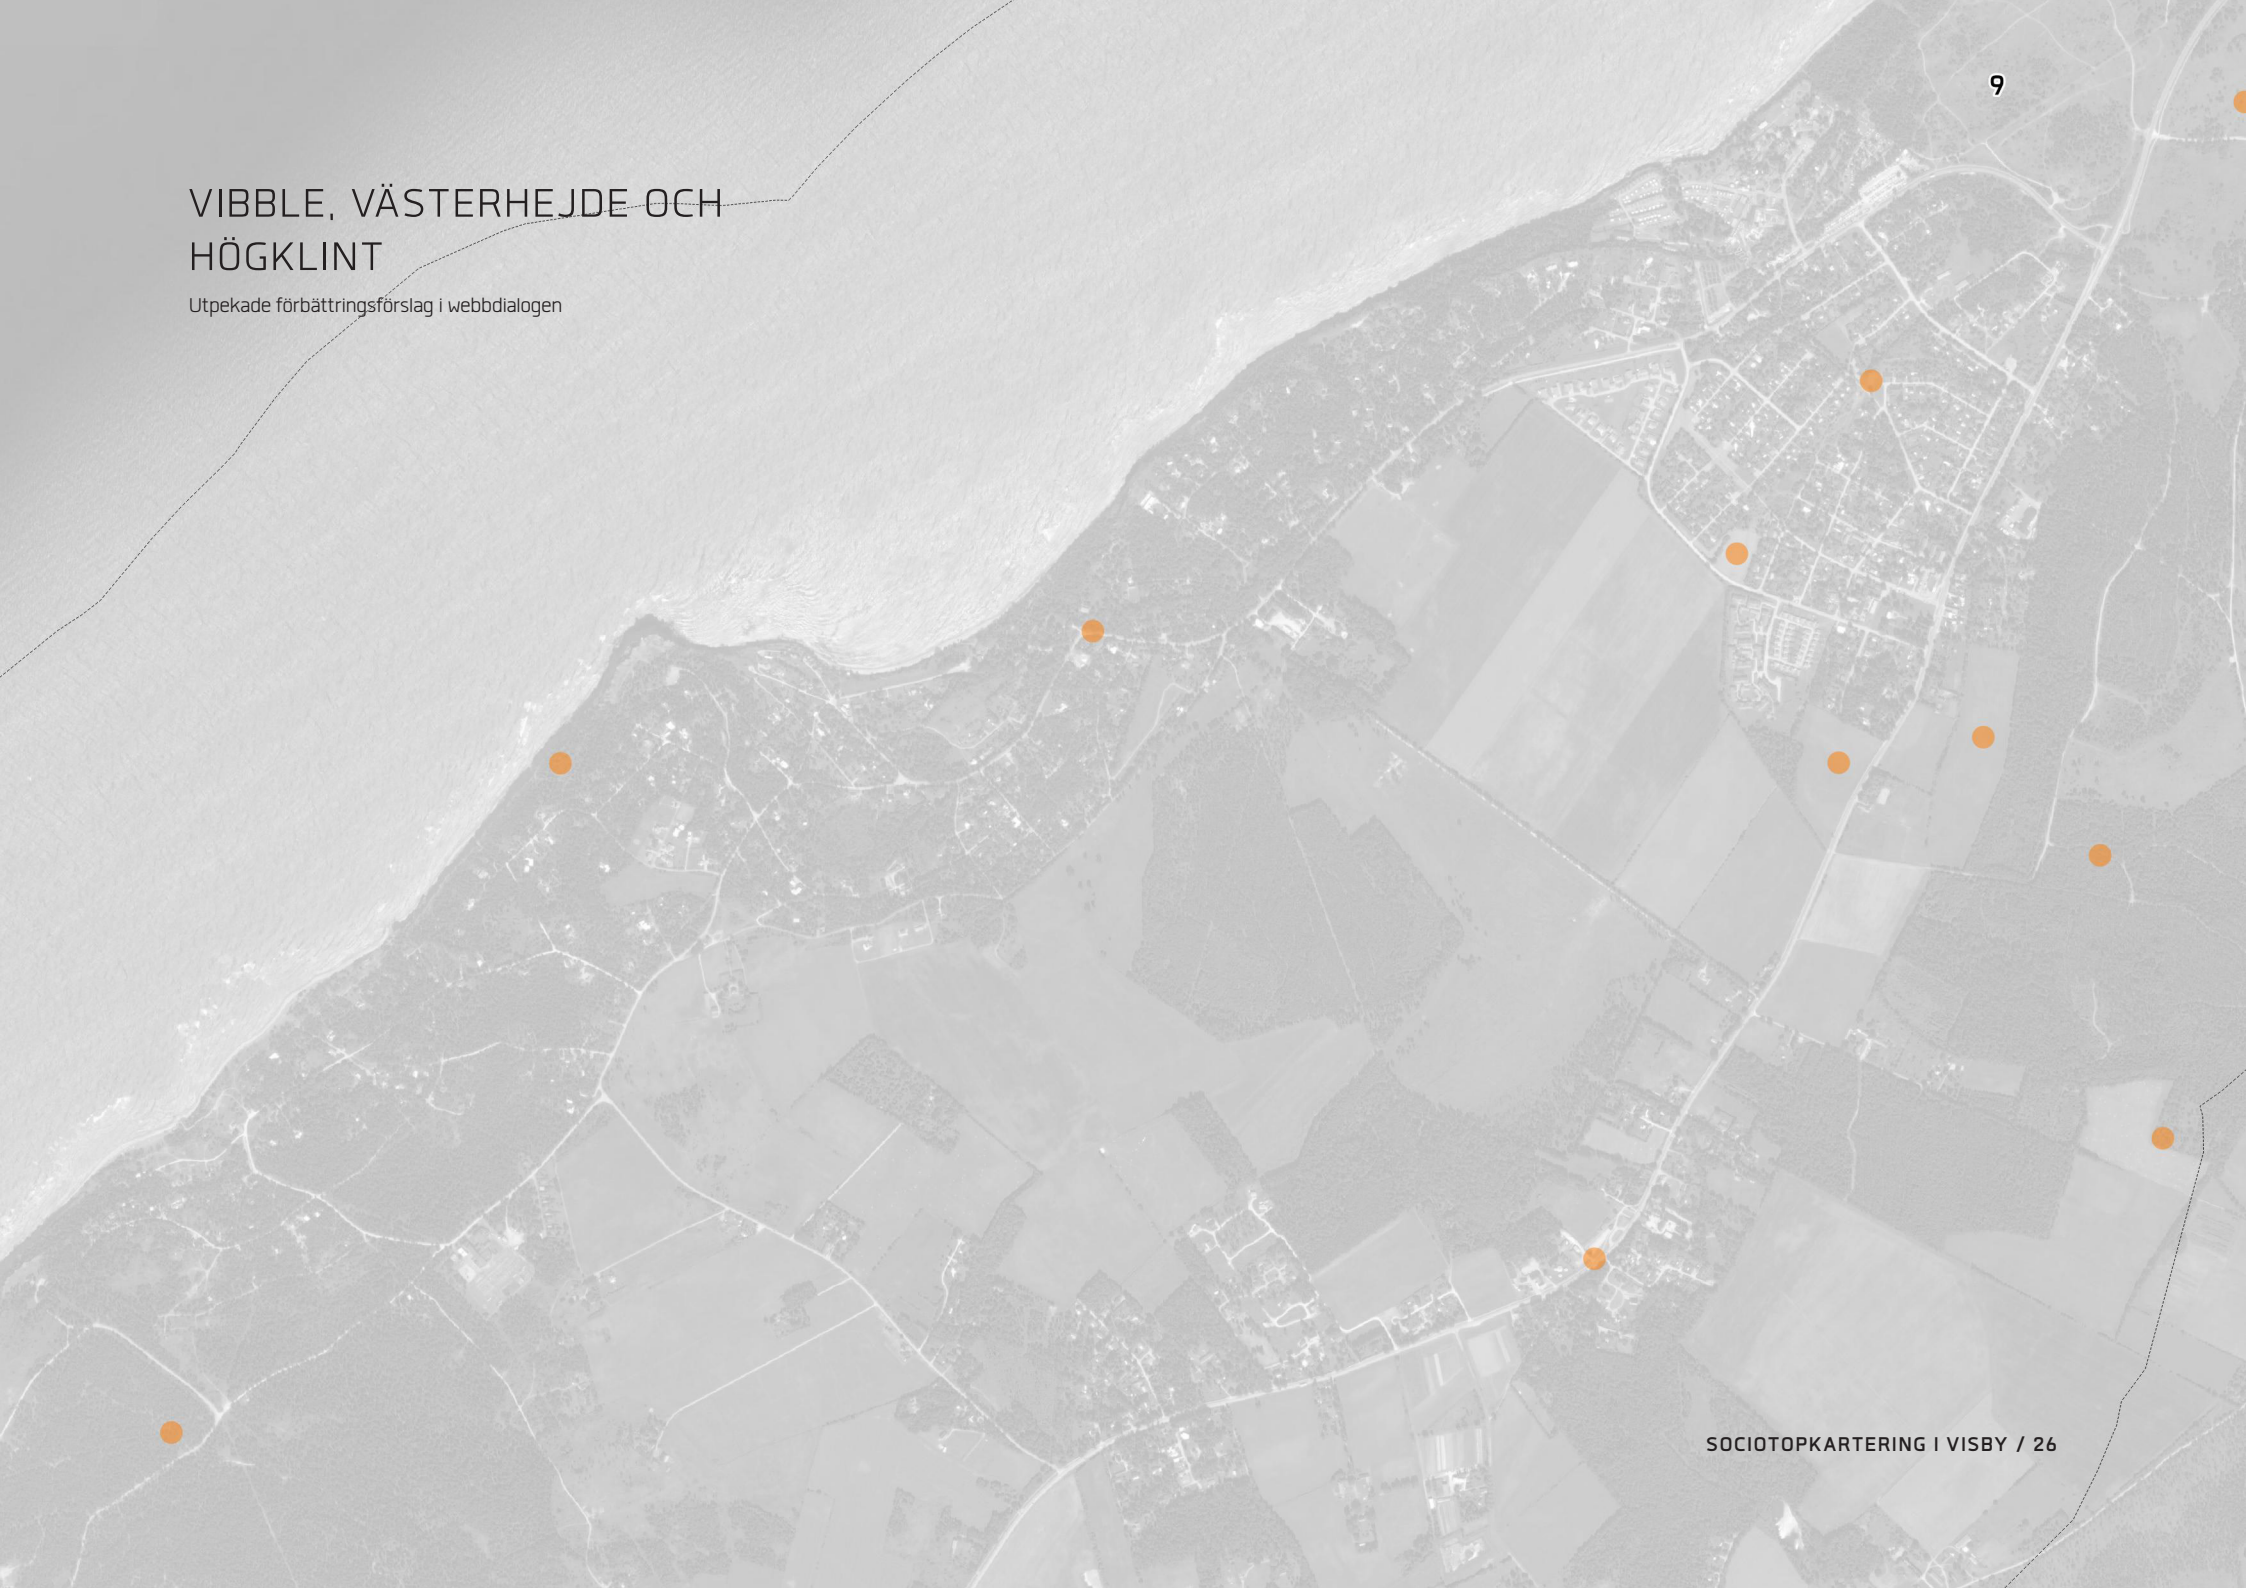 9
VIBBLE, VÄSTERHEJDE OCH
HÖGKLINT
Utpekade förbättringsförslag i webbdialogen
SOCIOTOPKARTERING I VISBY / 26